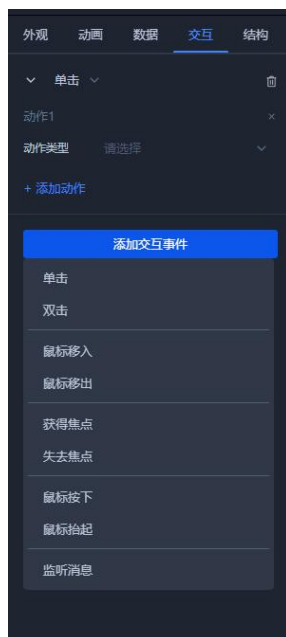 外观 动画 数据 交互 结构
单击
动作1 ×
动作类型 请选择
+ 添加动作
添加交互事件
单击
双击
鼠标移入
鼠标移出
获得焦点
失去焦点
鼠标按下
鼠标抬起
监听消息